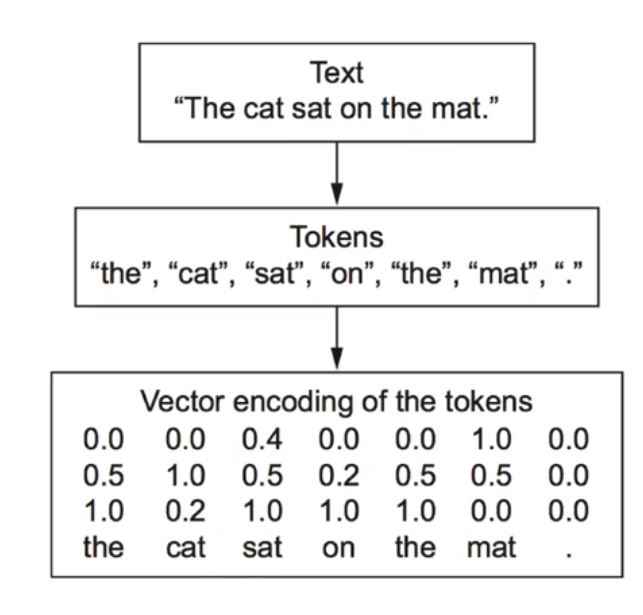 Text
“The cat sat on the mat.”
Tokens
“the”, “cat”, “sat”, “on”, “the”, “mat”, “.”
Vector encoding of the tokens
0.0 0.0 0.4 0.0 0.0 1.0 0.0
0.5 1.0 0.5 0.2 0.5 0.5 0.0
1.0 0.2 1.0 1.0 1.0 0.0 0.0
the cat sat on the mat .